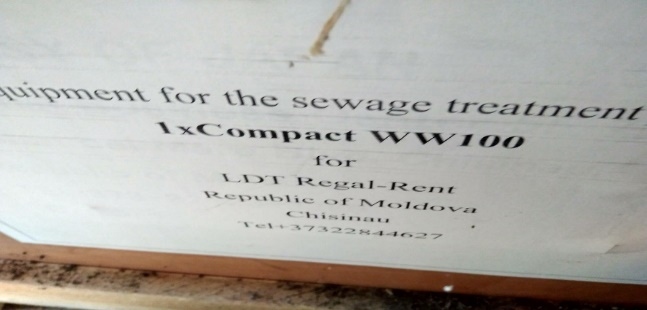 quipment for the sewage treatment
1xCompact WW100
for
LDT Regal-Rent
Republic of Moldova
Chisinau
Tel+37322844627